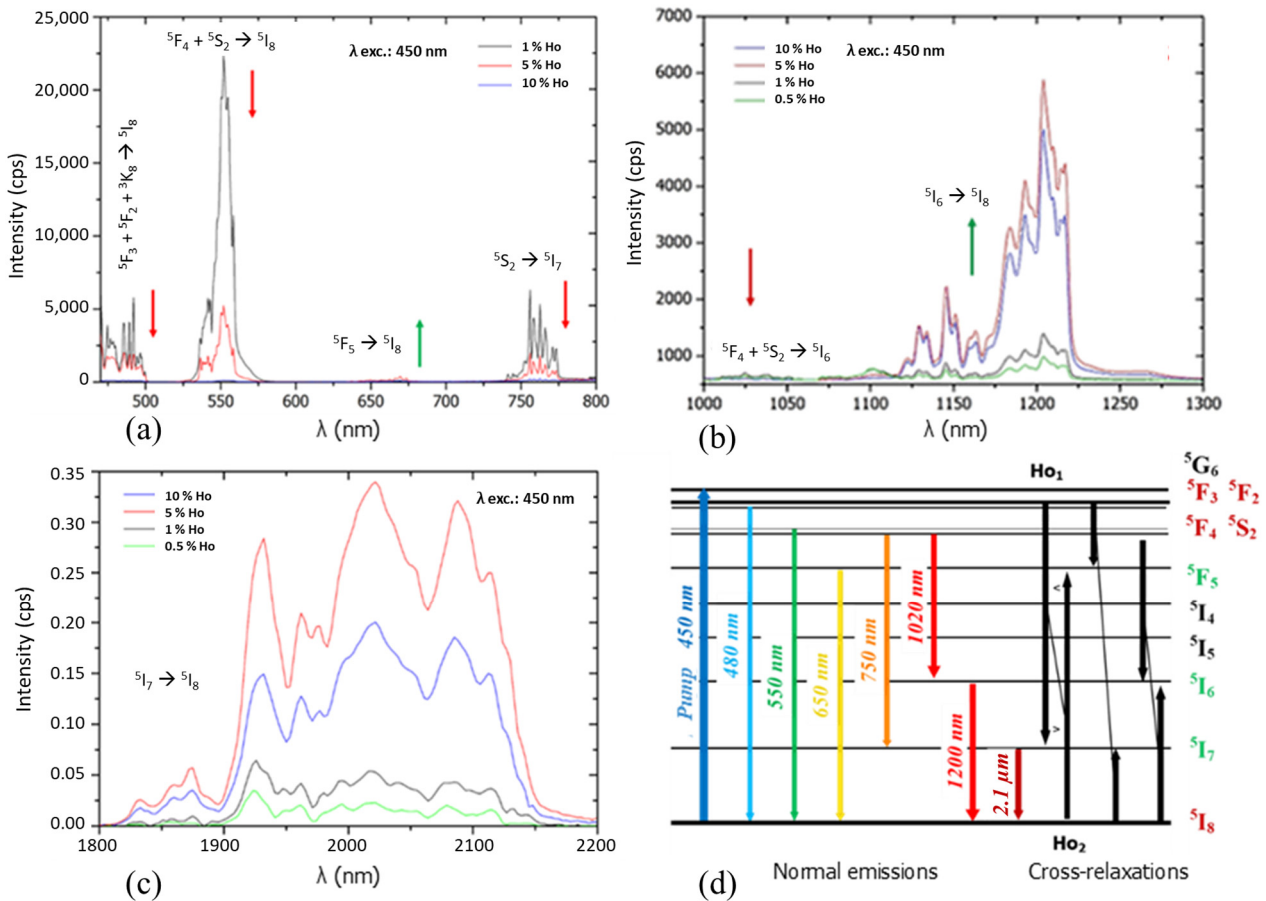 25,000
20,000
15,000
10,000
5,000
0
Intensity (cps)
⁵F₄ + ⁵S₂ → ⁵I₈
λ exc.: 450 nm
1 % Ho
5 % Ho
10 % Ho
⁵F₃ + ⁵F₂ + ³K₈ → ⁵I₈
⁵F₅ → ⁵I₈
⁵S₂ → ⁵I₇
500 550 600 650 700 750 800
λ (nm)
(a)
7000
6000
5000
4000
3000
2000
1000
400
Intensity (cps)
10 % Ho
5 % Ho
1 % Ho
0.5 % Ho
λ exc.: 450 nm
⁵I₆ → ⁵I₈
⁵F₄ + ⁵S₂ → ⁵I₆
1000 1050 1100 1150 1200 1250 1300
λ (nm)
(b)
0.35
0.30
0.25
0.20
0.15
0.10
0.05
0.00
Intensity (cps)
10 % Ho
5 % Ho
1 % Ho
0.5 % Ho
λ exc.: 450 nm
⁵I₇ → ⁵I₈
1800 1900 2000 2100 2200
λ (nm)
(c)
Ho₁
⁵G₆
⁵F₃ ⁵F₂
⁵F₄ ⁵S₂
⁵F₅
⁵I₄
⁵I₅
⁵I₆
⁵I₇
⁵I₈
Pump 450 nm
480 nm
550 nm
650 nm
750 nm
1020 nm
1200 nm
2.1 µm
Ho₂
Normal emissions
Cross-relaxations
(d)